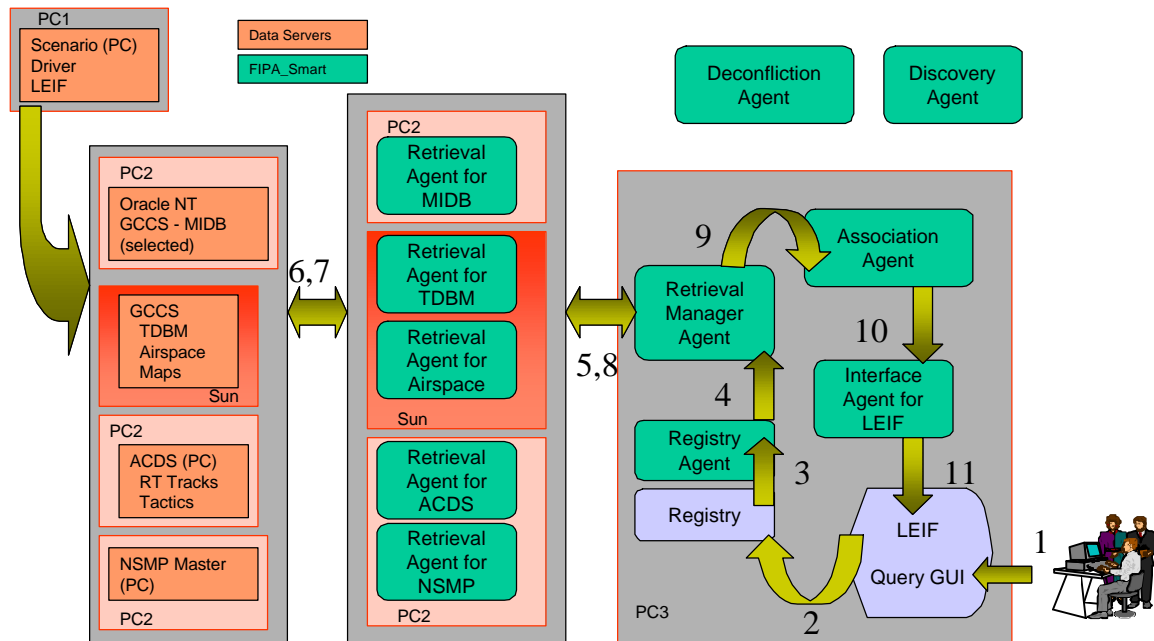 PC1
Scenario (PC)
Driver
LEIF
Data Servers
FIPA_Smart
Deconfliction
Agent
Discovery
Agent
PC2
Oracle NT
GCCS - MIDB
(selected)
GCCS
TDBM
Airspace
Maps
Sun
PC2
ACDS (PC)
RT Tracks
Tactics
NSMP Master
(PC)
PC2
6,7
PC2
Retrieval
Agent for
MIDB
Retrieval
Agent for
TDBM
Retrieval
Agent for
Airspace
Sun
Retrieval
Agent for
ACDS
Retrieval
Agent for
NSMP
PC2
5,8
9
Association
Agent
Retrieval
Manager
Agent
10
4
Interface
Agent for
LEIF
Registry
Agent
3
11
Registry
LEIF
Query GUI
1
2
PC3